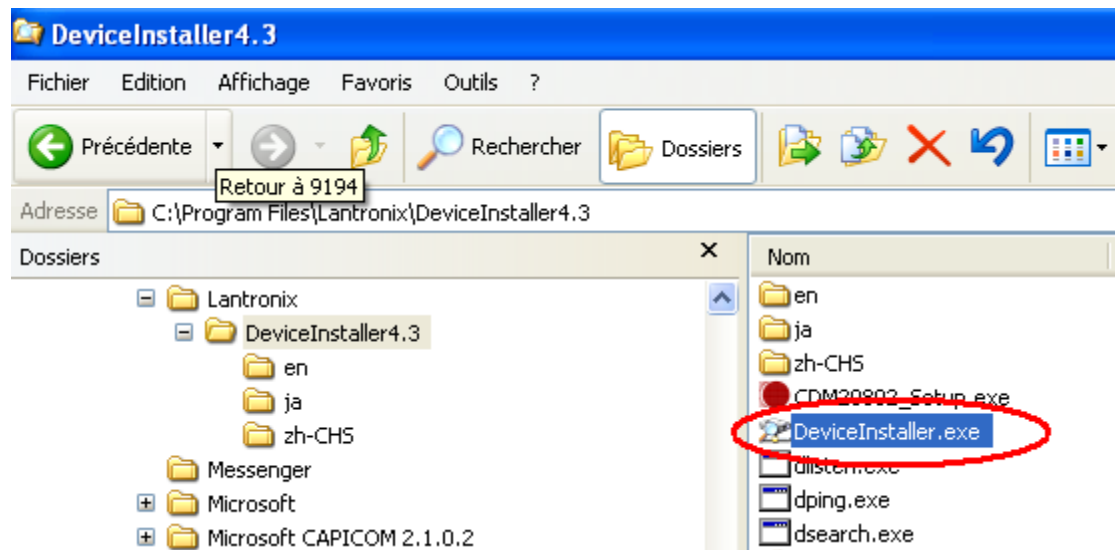 DeviceInstaller4.3
Fichier Edition Affichage Favoris Outils ?
Précédente Rechercher Dossiers
Retour à 9194
Adresse C:\Program Files\Lantronix\DeviceInstaller4.3
Dossiers
Lantronix
DeviceInstaller4.3
en
ja
zh-CHS
Messenger
Microsoft
Microsoft CAPICOM 2.1.0.2
Nom
en
ja
zh-CHS
CDM20802_Setup.exe
DeviceInstaller.exe
dlisten.exe
dping.exe
dsearch.exe